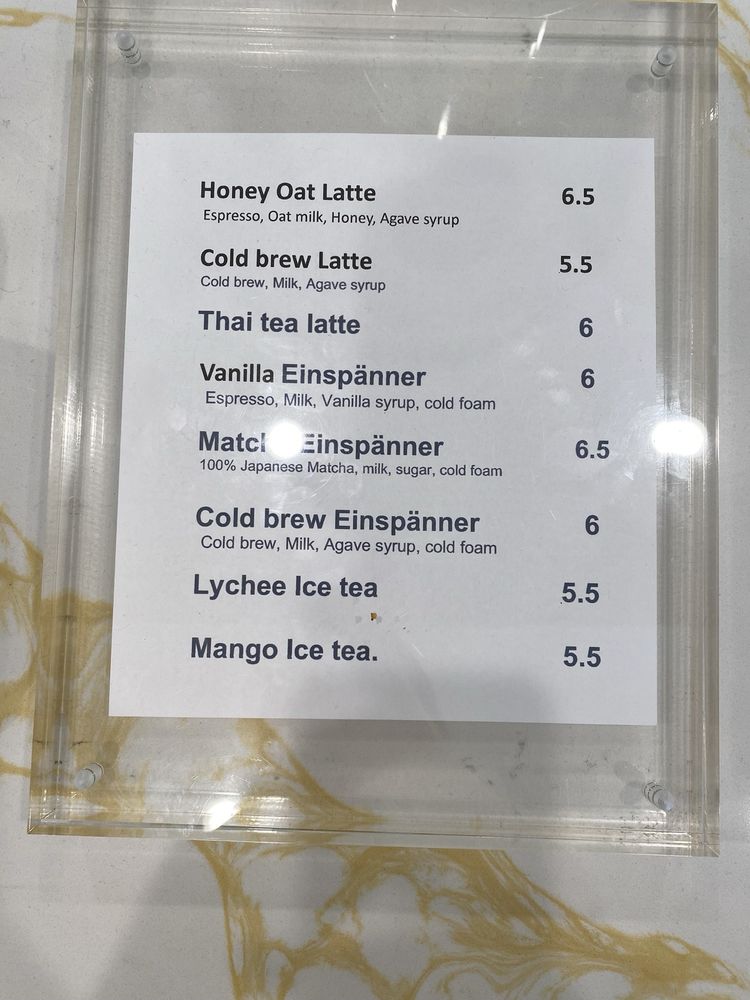 Honey Oat Latte 6.5
Espresso, Oat milk, Honey, Agave syrup
Cold brew Latte 5.5
Cold brew, Milk, Agave syrup
Thai tea latte 6
Vanilla Einspänner 6
Espresso, Milk, Vanilla syrup, cold foam
Matcha Einspänner 6.5
100% Japanese Matcha, milk, sugar, cold foam
Cold brew Einspänner 6
Cold brew, Milk, Agave syrup, cold foam
Lychee Ice tea 5.5
Mango Ice tea. 5.5